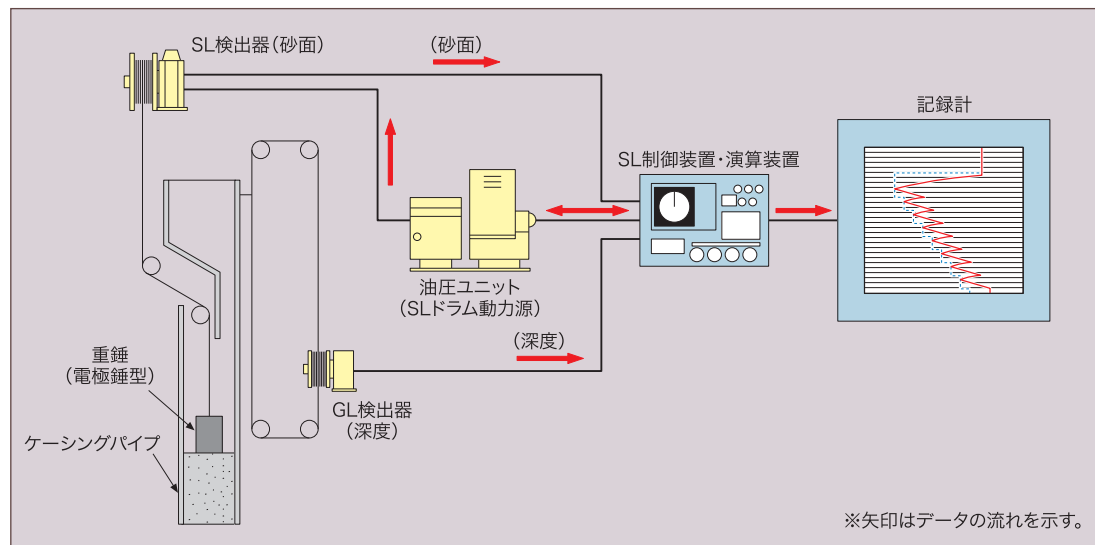 SL検出器(砂面)
(砂面)
記録計
SL制御装置・演算装置
油圧ユニット
(SLドラム動力源)
(深度)
重錘
(電極錘型)
GL検出器
(深度)
ケーシングパイプ
※矢印はデータの流れを示す。